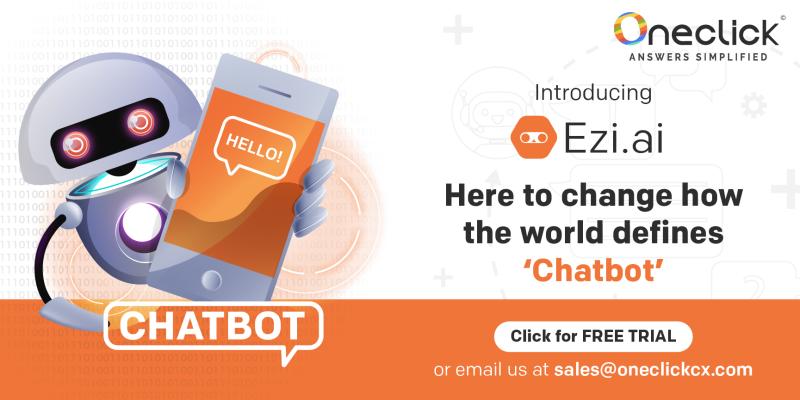 Oneclick©
ANSWERS SIMPLIFIED
Introducing
Ezi.ai
HELLO!
Here to change how
the world defines
‘Chatbot’
CHATBOT
Click for FREE TRIAL
or email us at sales@oneclickcx.com